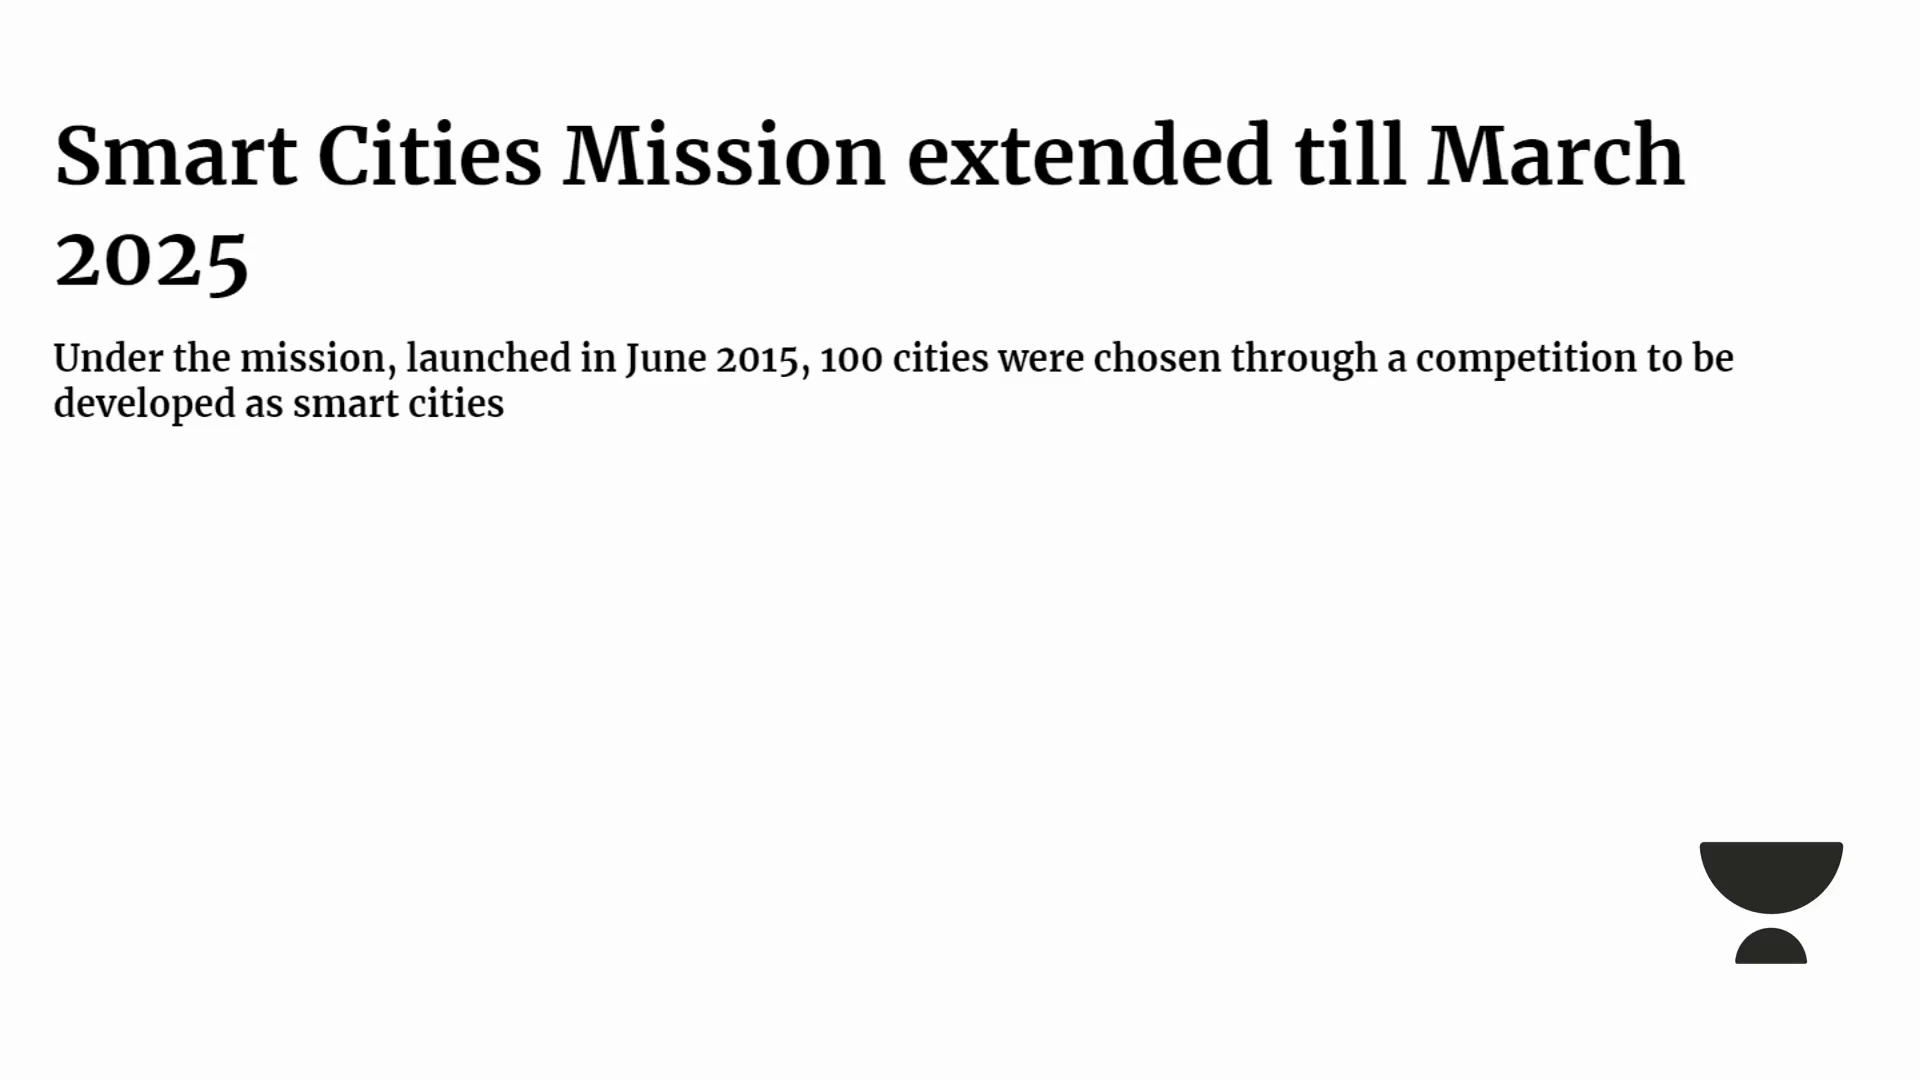 Smart Cities Mission extended till March
2025
Under the mission, launched in June 2015, 100 cities were chosen through a competition to be
developed as smart cities